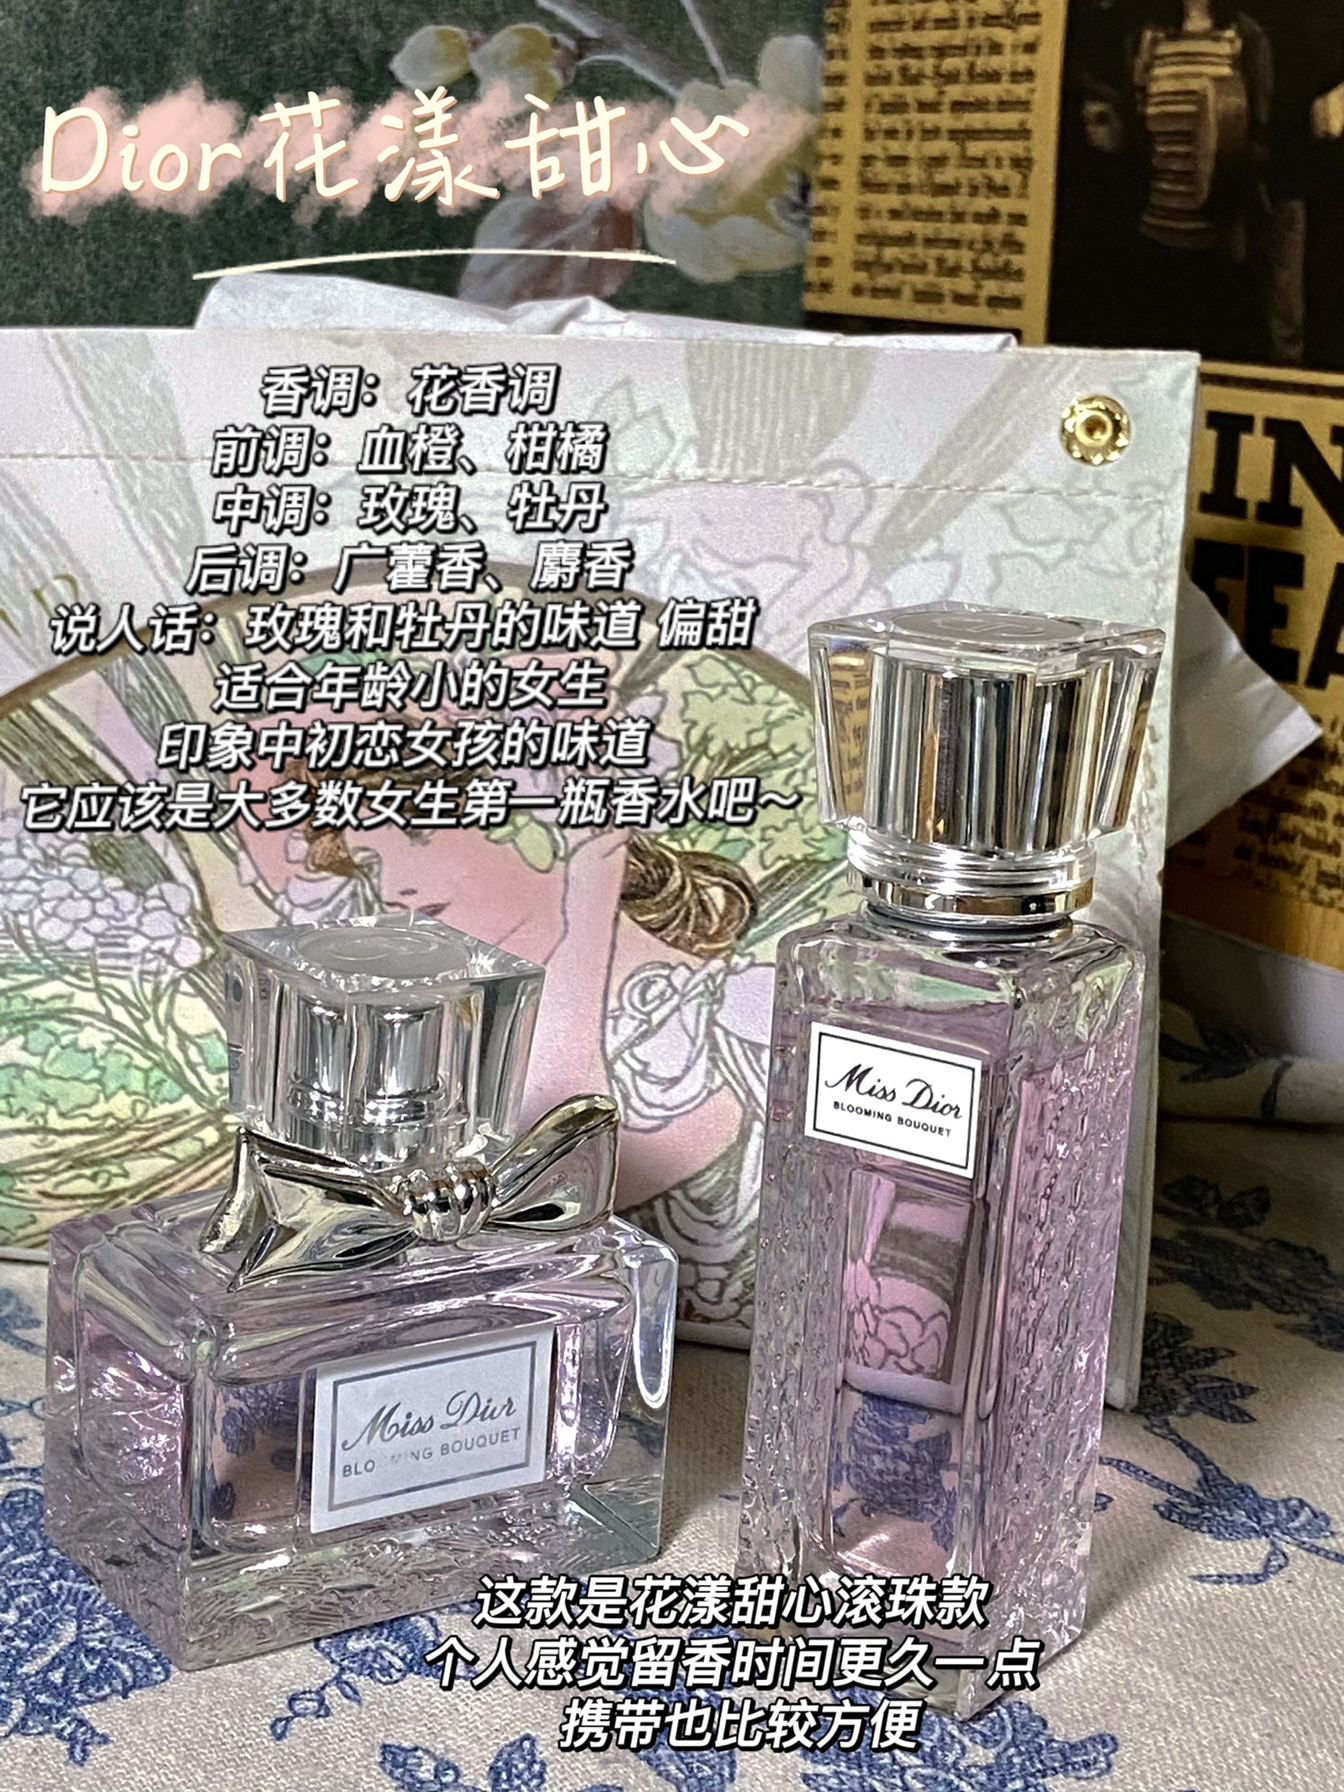 Dior花漾甜心
香调：花香调
前调：血橙、柑橘
中调：玫瑰、牡丹
后调：广藿香、麝香
说人话：玫瑰和牡丹的味道 偏甜
适合年龄小的女生
印象中初恋女孩的味道
它应该是大多数女生第一瓶香水吧～
IN
Miss Dior
BLOOMING BOUQUET
Miss Dior
BLO   NG BOUQUET
这款是花漾甜心滚珠款
个人感觉留香时间更久一点
携带也比较方便